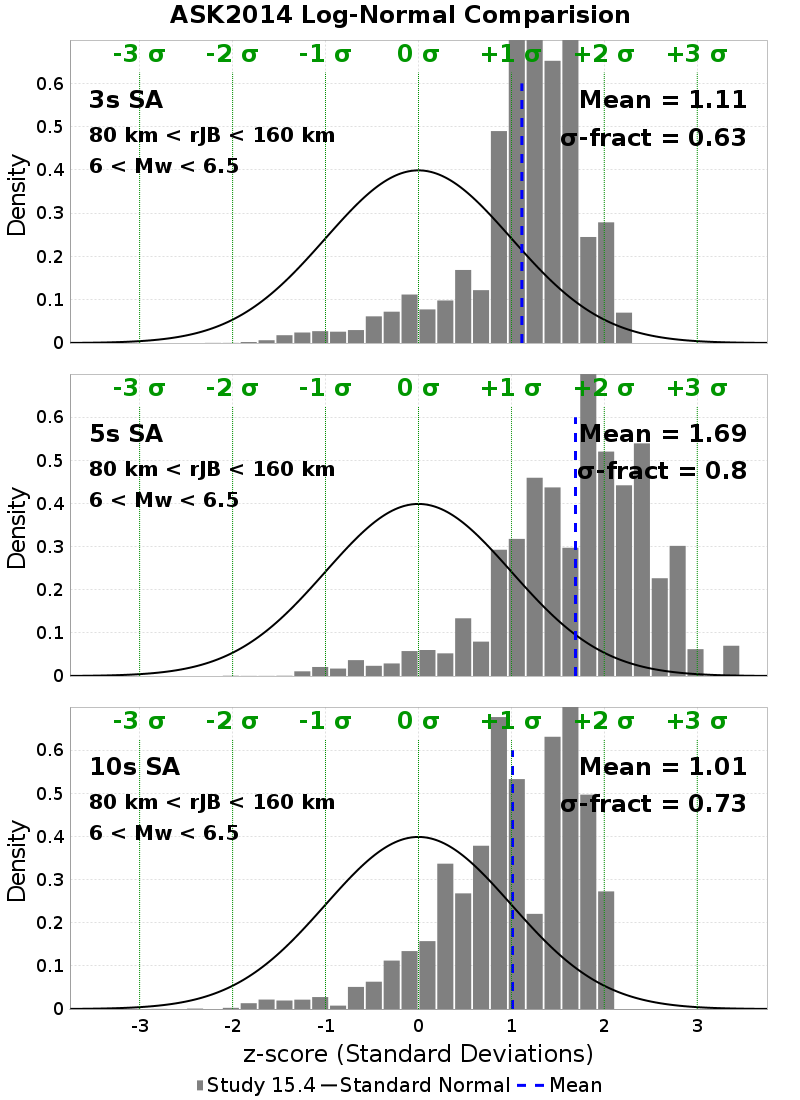 ASK2014 Log-Normal Comparision
-3 σ -2 σ -1 σ 0 σ +1 σ +2 σ +3 σ
0.6
3s SA Mean = 1.11
0.5
80 km < rJB < 160 km σ-fract = 0.63
6 < Mw < 6.5
0.4
0.3
0.2
0.1
0
Density
-3 σ -2 σ -1 σ 0 σ +1 σ +2 σ +3 σ
0.6
5s SA Mean = 1.69
0.5
80 km < rJB < 160 km σ-fract = 0.8
6 < Mw < 6.5
0.4
0.3
0.2
0.1
0
Density
-3 σ -2 σ -1 σ 0 σ +1 σ +2 σ +3 σ
0.6
10s SA Mean = 1.01
0.5
80 km < rJB < 160 km σ-fract = 0.73
6 < Mw < 6.5
0.4
0.3
0.2
0.1
0
Density
-3 -2 -1 0 1 2 3
z-score (Standard Deviations)
Study 15.4 Standard Normal Mean